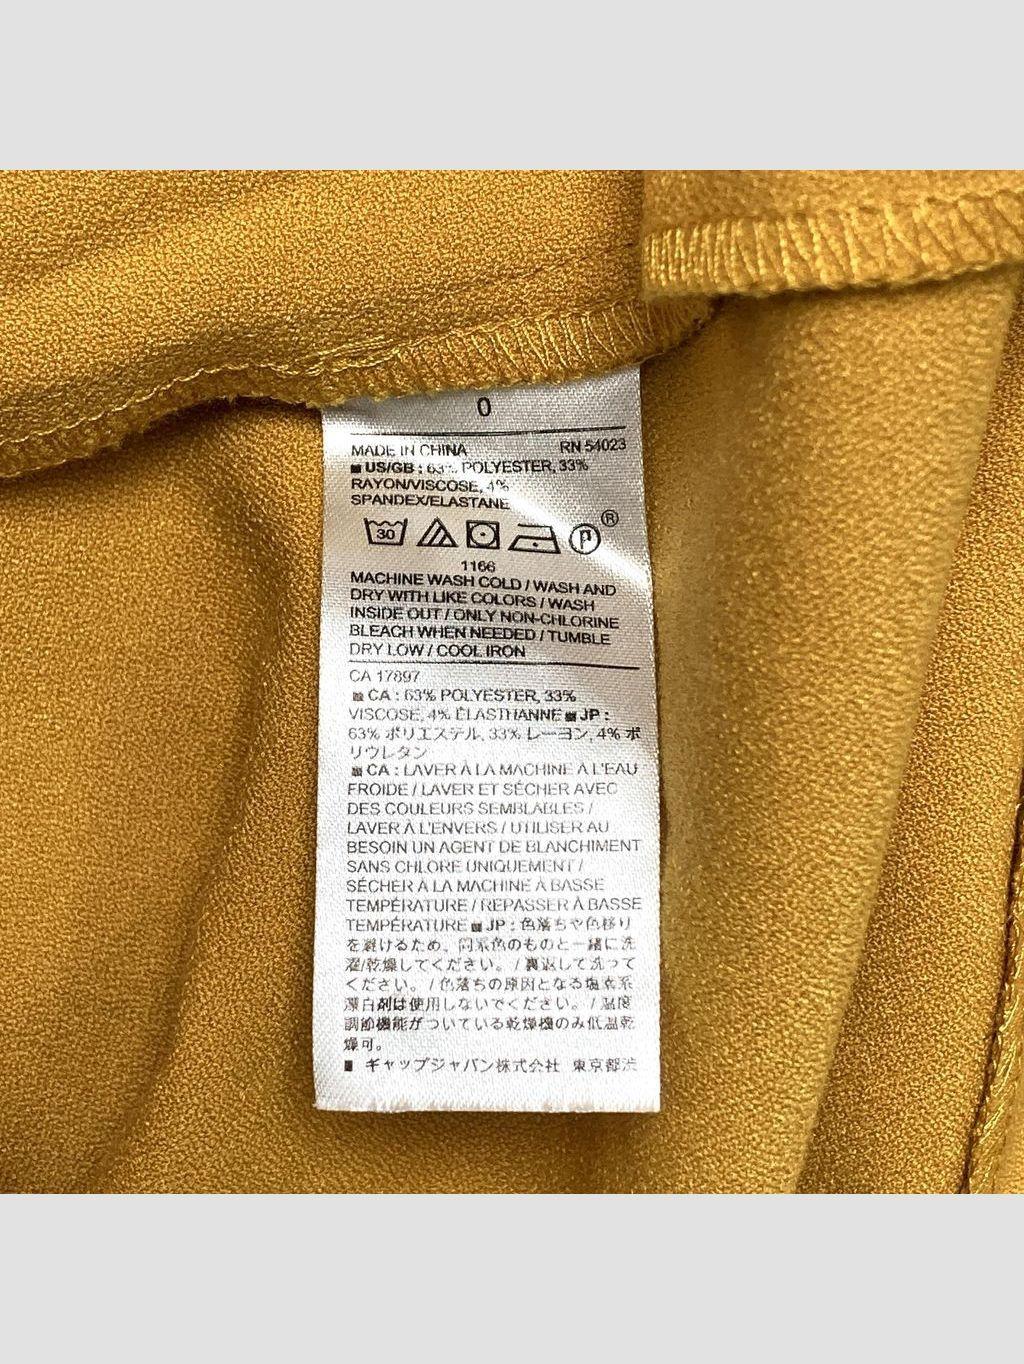 0
MADE IN CHINA RN 54023
US/GB : 63% POLYESTER, 33%
RAYON/VISCOSE, 4%
SPANDEX/ELASTANE
30 P ®
1166
MACHINE WASH COLD / WASH AND
DRY WITH LIKE COLORS / WASH
INSIDE OUT / ONLY NON-CHLORINE
BLEACH WHEN NEEDED / TUMBLE
DRY LOW / COOL IRON
CA 17897
CA : 63% POLYESTER, 33%
VISCOSE, 4% ÉLASTHANNE JP :
63% ポリエステル, 33% レーヨン, 4% ポ
リウレタン
CA : LAVER À LA MACHINE À L'EAU
FROIDE / LAVER ET SÉCHER AVEC
DES COULEURS SEMBLABLES /
LAVER À L'ENVERS / UTILISER AU
BESOIN UN AGENT DE BLANCHIMENT
SANS CHLORE UNIQUEMENT /
SÉCHER À LA MACHINE À BASSE
TEMPÉRATURE / REPASSER À BASSE
TEMPÉRATURE JP : 色落ちや色移り
を避けるため、同系色のものと一緒に洗
濯/乾燥してください。 / 裏返して洗って
ください。 / 色落ちの原因となる塩素系
漂白剤は使用しないでください。 / 温度
調節機能がついている乾燥機のみ低温乾
燥可。
ギャップジャパン株式会社 東京都渋